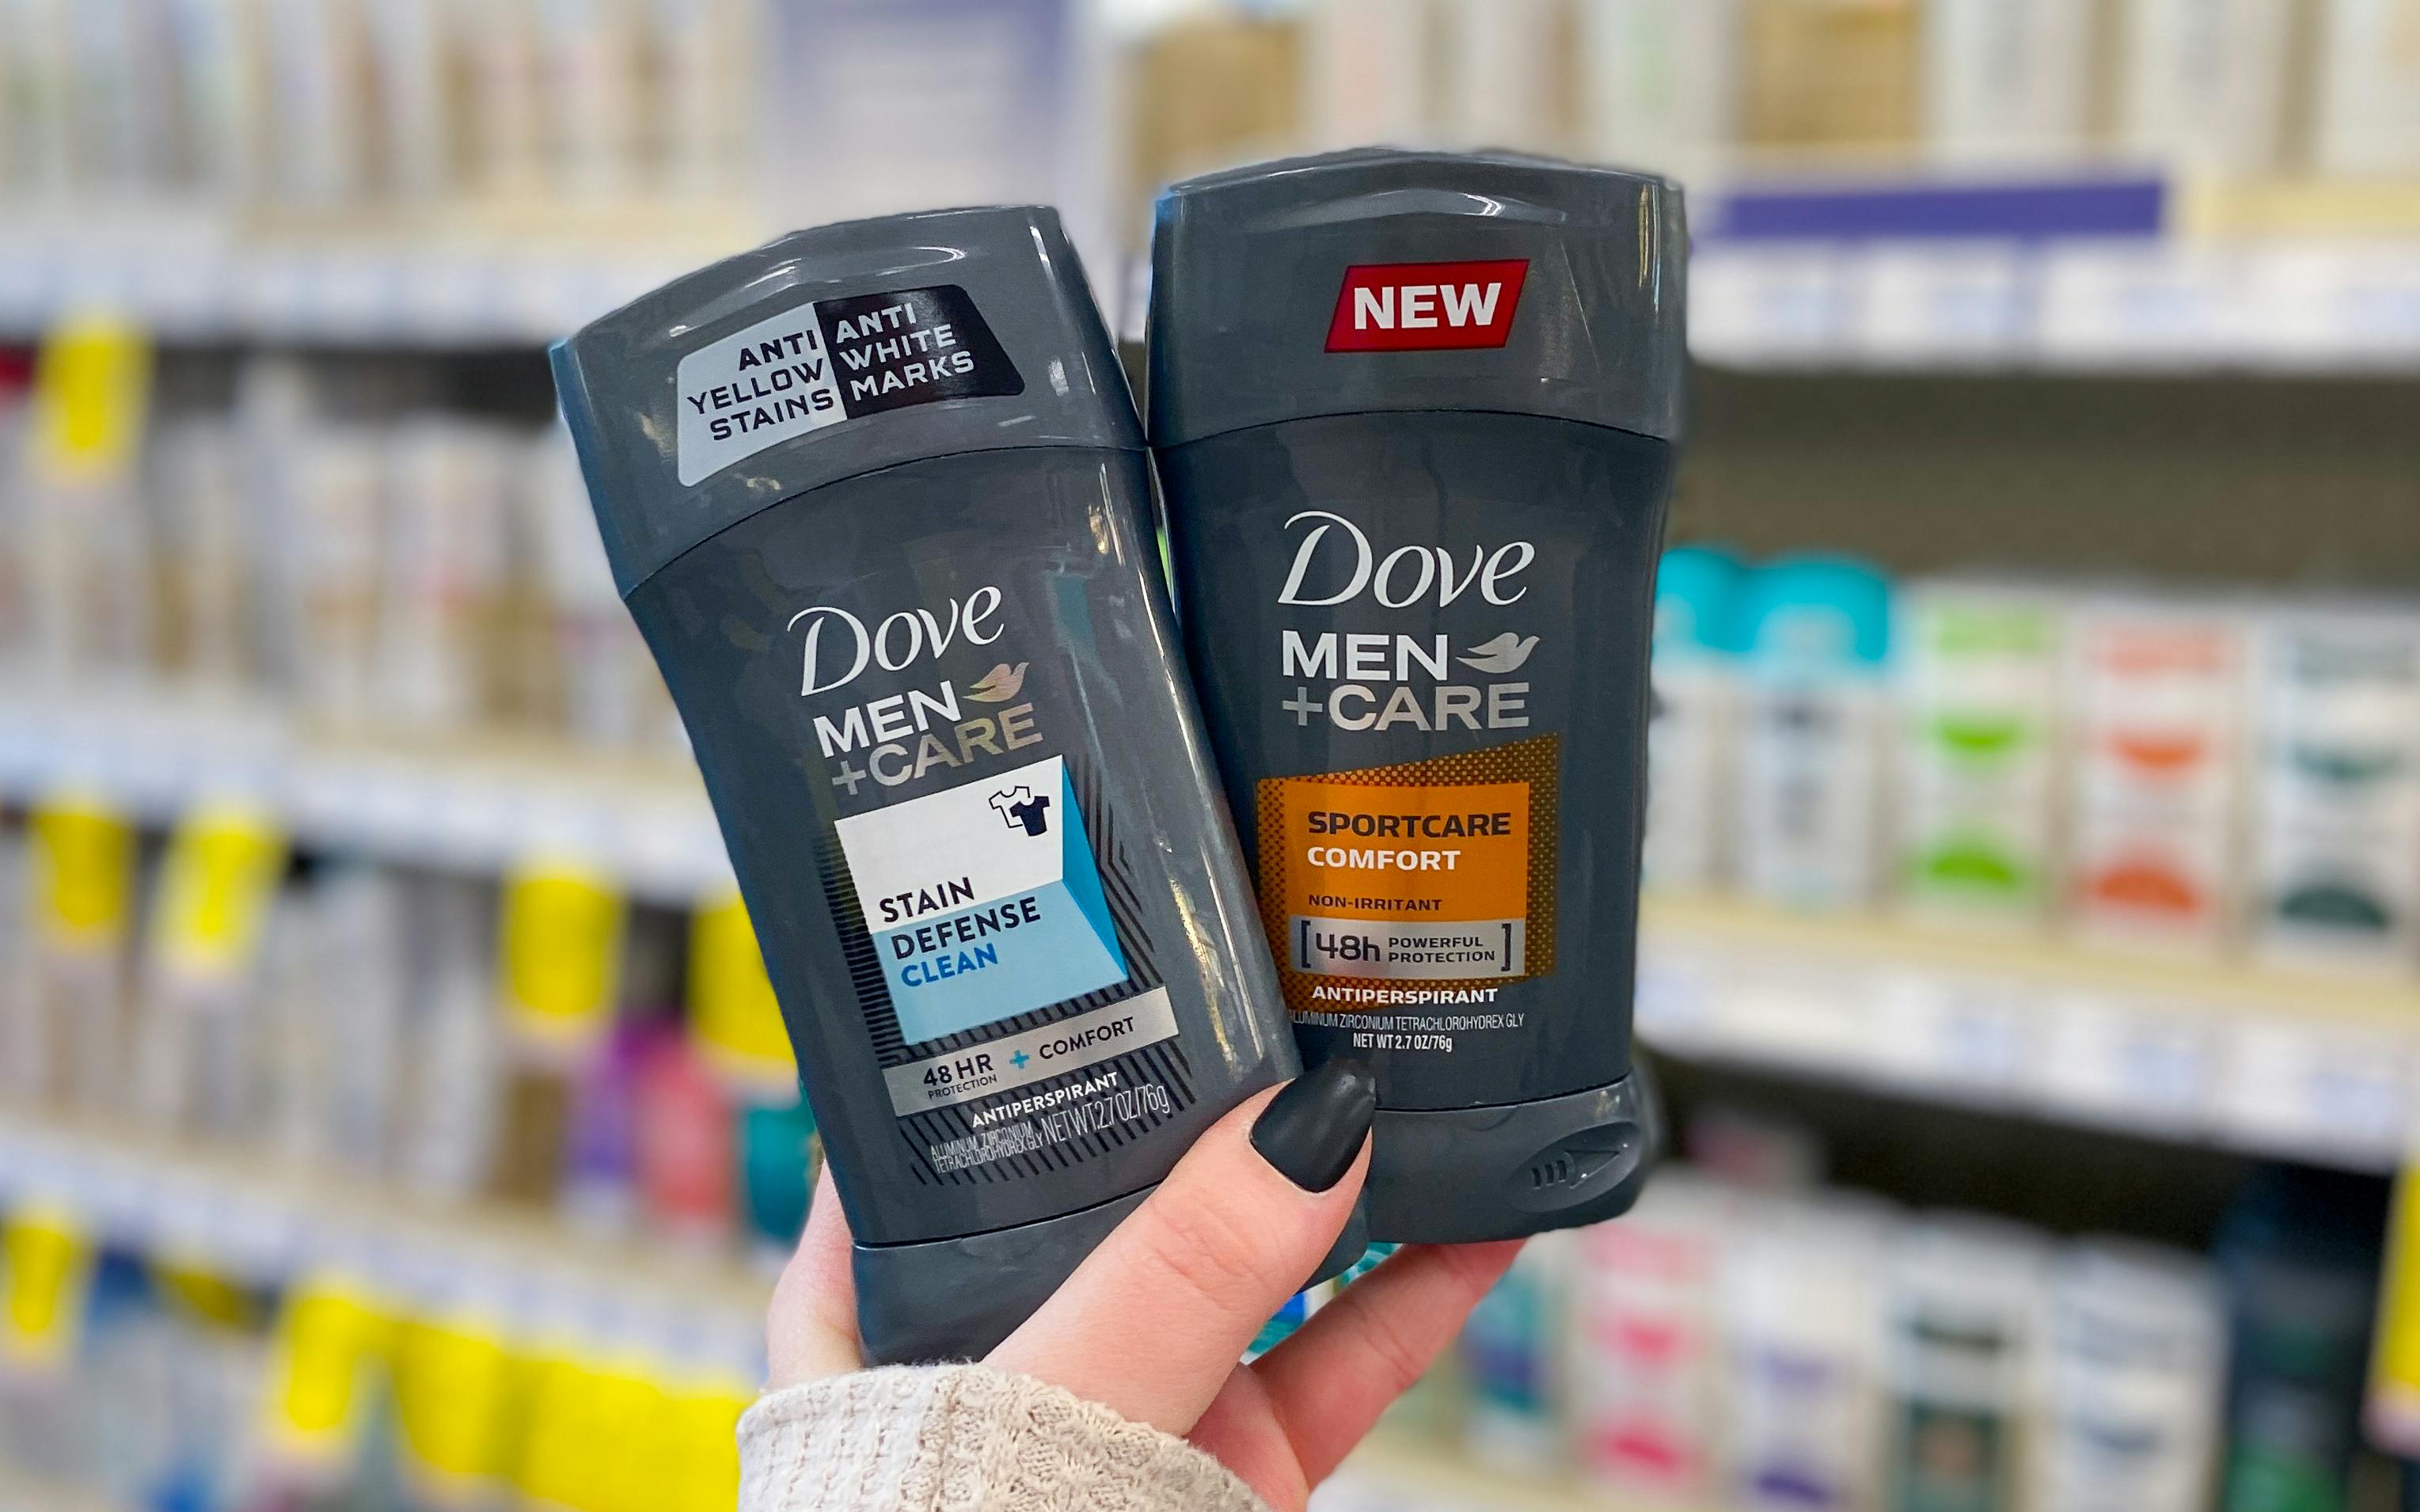 ANTI
YELLOW
STAINS
ANTI
WHITE
MARKS
Dove
MEN
+CARE
STAIN
DEFENSE
CLEAN
48 HR
PROTECTION
+ COMFORT
ANTIPERSPIRANT
ALUMINUM ZIRCONIUM
TETRACHLOROHYDREX GLY
NET WT 2.7 OZ/76g
NEW
Dove
MEN
+CARE
SPORTCARE
COMFORT
NON-IRRITANT
[48h POWERFUL
PROTECTION]
ANTIPERSPIRANT
ALUMINUM ZIRCONIUM TETRACHLOROHYDREX GLY
NET WT 2.7 OZ/76g